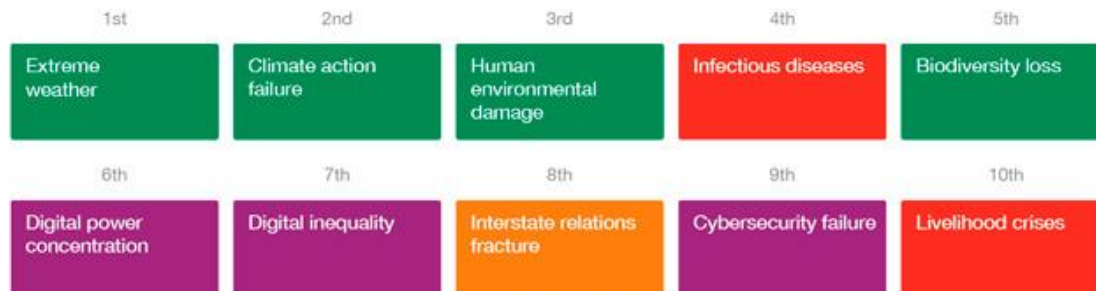 1st
2nd
3rd
4th
5th
Extreme
weather
Climate action
failure
Human
environmental
damage
Infectious diseases
Biodiversity loss
6th
7th
8th
9th
10th
Digital power
concentration
Digital inequality
Interstate relations
fracture
Cybersecurity failure
Livelihood crises